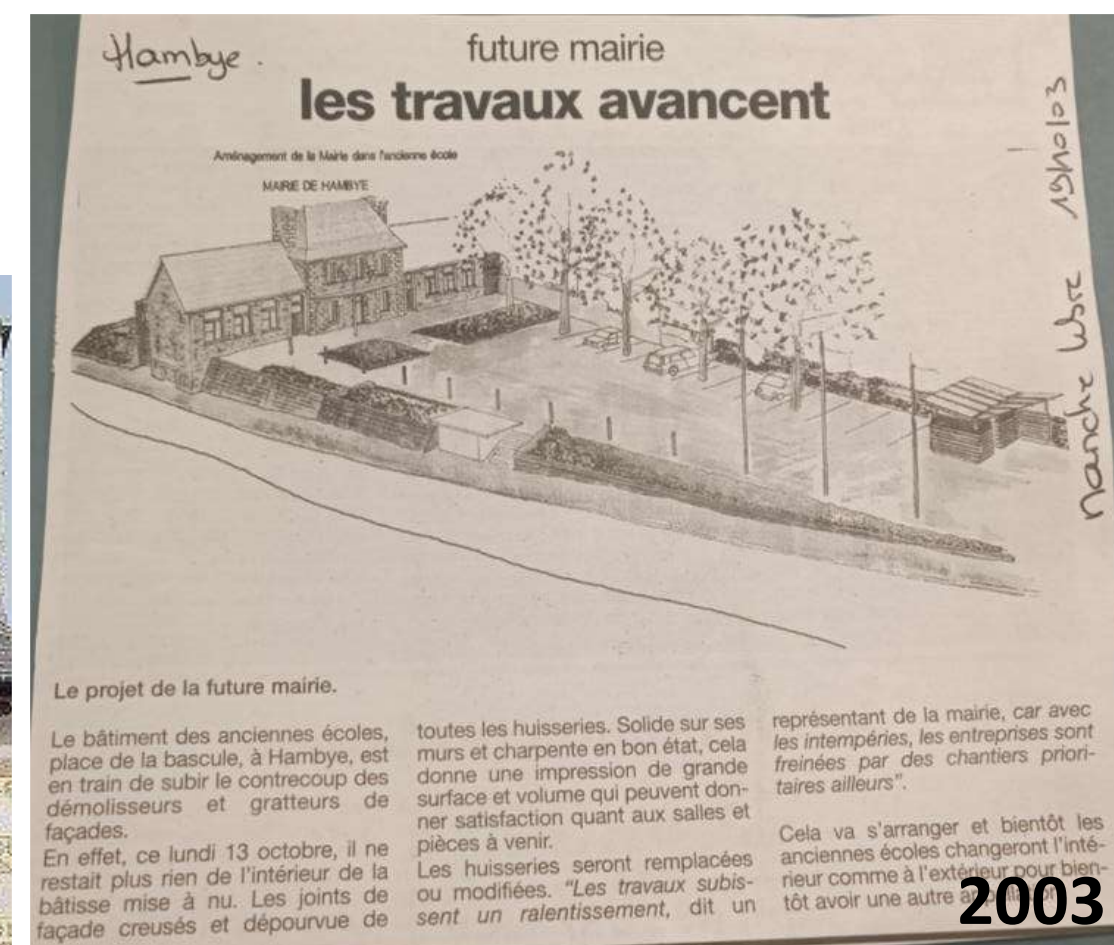 Hambye.
future mairie
les travaux avancent
Aménagement de la Mairie dans l'ancienne école
MAIRIE DE HAMBYE
Manche Libre 19/10/03
Le projet de la future mairie.
Le bâtiment des anciennes écoles,
place de la bascule, à Hambye, est
en train de subir le contrecoup des
démolisseurs et gratteurs de
façades.
En effet, ce lundi 13 octobre, il ne
restait plus rien de l'intérieur de la
bâtisse mise à nu. Les joints de
façade creusés et dépourvue de
toutes les huisseries. Solide sur ses
murs et charpente en bon état, cela
donne une impression de grande
surface et volume qui peuvent don-
ner satisfaction quant aux salles et
pièces à venir.
Les huisseries seront remplacées
ou modifiées. "Les travaux subis-
sent un ralentissement, dit un
représentant de la mairie, car avec
les intempéries, les entreprises sont
freinées par des chantiers priori-
taires ailleurs".
Cela va s'arranger et bientôt les
anciennes écoles changeront l'inté-
rieur comme à l'extérieur pour bien-
tôt avoir une autre
2003